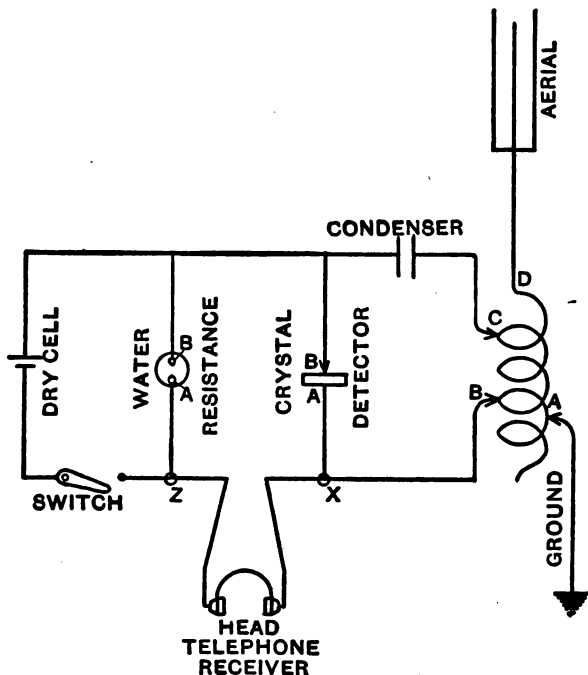 AERIAL
CONDENSER
D
C
B
A
DRY CELL
WATER
RESISTANCE
B
A
CRYSTAL
DETECTOR
B
A
SWITCH
Z
X
GROUND
HEAD
TELEPHONE
RECEIVER